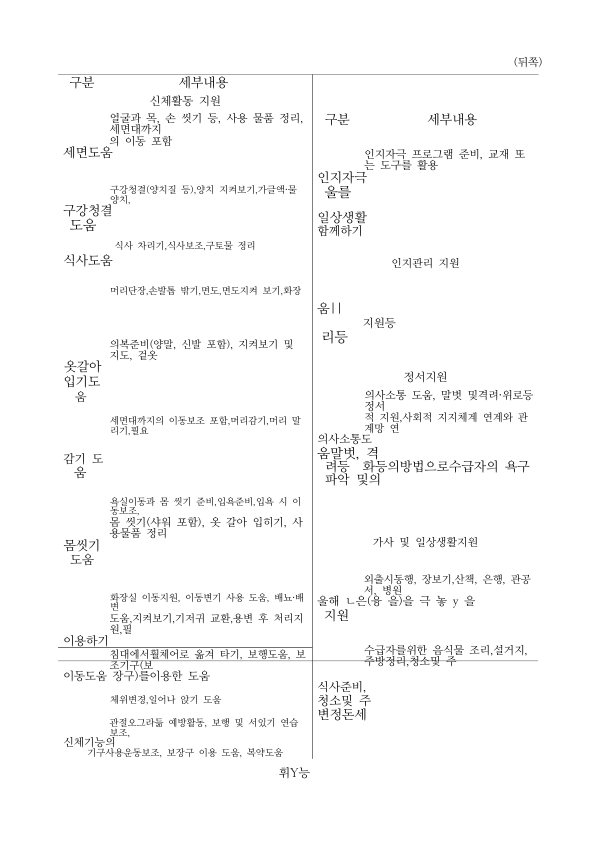 (뒤쪽)
구분 세부내용
신체활동 지원
얼굴과 목, 손 씻기 등, 사용 물품 정리,
세면대까지
의 이동 포함
세면도움
구강청결(양치질 등),양치 지켜보기,가글액·물
양치,
구강청결
도움
식사 차리기,식사보조,구토물 정리
식사도움
머리단장,손발톱 밖기,면도,면도지켜 보기,화장
의복준비(양말, 신발 포함), 지켜보기 및
지도, 겉옷
옷갈아
입기도
움
세면대까지의 이동보조 포함,머리감기,머리 말
리기,필요
감기 도
움
욕실이동과 몸 씻기 준비,입욕준비,입욕 시 이
동보조,
몸 씻기(샤워 포함), 옷 갈아 입히기, 사
용물품 정리
몸씻기
도움
화장실 이동지원, 이동변기 사용 도움, 배뇨·배
변
도움,지켜보기,기저귀 교환,용변 후 처리지
원,필
이용하기
침대에서휠체어로 옮겨 타기, 보행도움, 보
조기구(보
이동도움 장구)를이용한 도움
체위변경,일어나 앉기 도움
관절오그라듦 예방활동, 보행 및 서있기 연습
보조,
신체기능의
기구사용운동보조, 보장구 이용 도움, 복약도움
구분 세부내용
인지자극 프로그램 준비, 교재 또
는 도구를 활용
인지자극
울를
일상생활
함께하기
인지관리 지원
움||
지원등
리등
정서지원
의사소통 도움, 말벗 및격려·위로등
정서
적 지원,사회적 지지체계 연계와 관
계망 연
의사소통도
움말벗, 격
려등 화등의방법으로수급자의 욕구
파악 및의
가사 및 일상생활지원
외출시동행, 장보기,산책, 은행, 관공
서, 병원
울해 ㄴ은(용 을)을 극 놓 y 을
지원
수급자를위한 음식물 조리,설거지,
주방정리,청소및 주
식사준비,
청소및 주
변정돈세
휘Y능